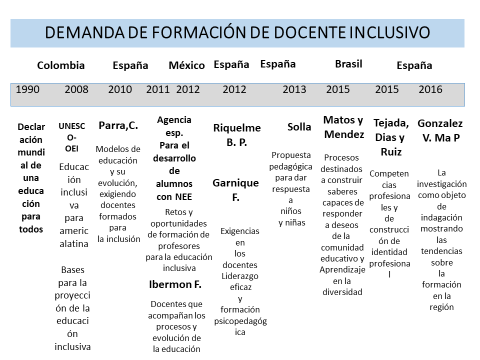 DEMANDA DE FORMACIÓN DE DOCENTE INCLUSIVO
Colombia España México España España Brasil España
1990 2008 2010 2011 2012 2012 2013 2015 2015 2016
Declar
ación
mundi
al de
una
educa
ción
para
todos
UNESC
O-
OEI
Educac
ión
inclusi
va
para
americ
alatina
Bases
para la
proyecci
ón de la
educaci
ón
inclusiva
Parra,C.
Modelos de
educación
y su
evolución,
exigiendo
docentes
formados
para
la inclusión
Agencia
esp.
Para el
desarrollo
de
alumnos
con NEE
Retos y
oportunidades
de formación de
profesores
para la educación
inclusiva
Ibermon F.
Docentes que
acompañan los
procesos y
evolución de
la educación
Riquelme
B. P.
Garnique
F.
Exigencias
en
los
docentes
Liderazgo
eficaz
y
formación
psicopedagóg
ica
Solla
Propuesta
pedagógica
para dar
respuesta
a
niños
y niñas
Matos y
Mendez
Procesos
destinados
a construir
saberes
capaces de
responder
a deseos
de la
comunidad
educativo y
Aprendizaje
en la
diversidad
Tejada,
Dias y
Ruiz
Competen
cias
profesiona
les y
de
construcci
ón de
identidad
profesiona
l
Gonzalez
V. Ma P
La
investigación
como objeto
de
indagación
mostrando
las
tendencias
sobre
la
formación
en la
región